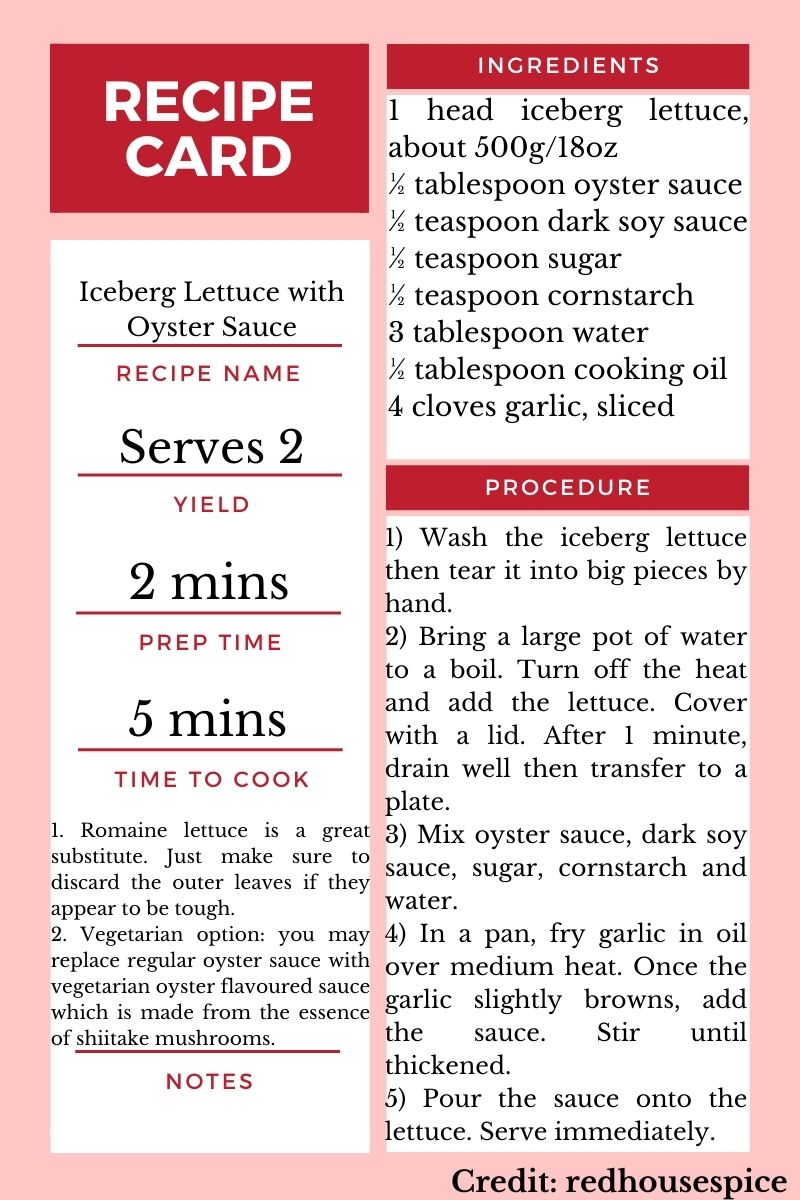 RECIPE
CARD
Iceberg Lettuce with
Oyster Sauce
RECIPE NAME
Serves 2
YIELD
2 mins
PREP TIME
5 mins
TIME TO COOK
1. Romaine lettuce is a great
substitute. Just make sure to
discard the outer leaves if they
appear to be tough.
2. Vegetarian option: you may
replace regular oyster sauce with
vegetarian oyster flavoured sauce
which is made from the essence
of shiitake mushrooms.
NOTES
INGREDIENTS
1 head iceberg lettuce,
about 500g/18oz
½ tablespoon oyster sauce
½ teaspoon dark soy sauce
½ teaspoon sugar
½ teaspoon cornstarch
3 tablespoon water
½ tablespoon cooking oil
4 cloves garlic, sliced
PROCEDURE
1) Wash the iceberg lettuce
then tear it into big pieces by
hand.
2) Bring a large pot of water
to a boil. Turn off the heat
and add the lettuce. Cover
with a lid. After 1 minute,
drain well then transfer to a
plate.
3) Mix oyster sauce, dark soy
sauce, sugar, cornstarch and
water.
4) In a pan, fry garlic in oil
over medium heat. Once the
garlic slightly browns, add
the sauce. Stir until
thickened.
5) Pour the sauce onto the
lettuce. Serve immediately.
Credit: redhousespice